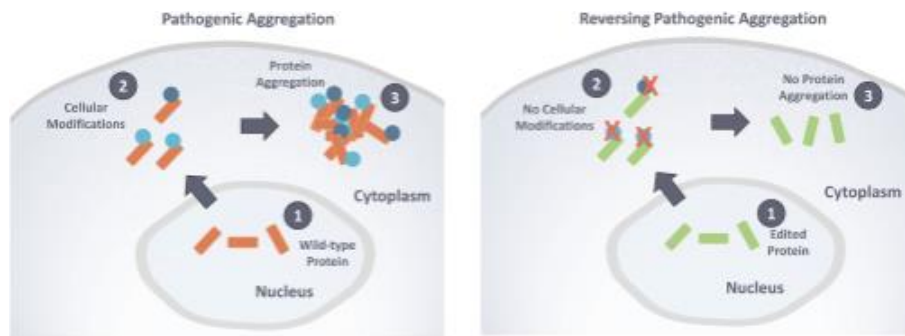 Pathogenic Aggregation
2
Cellular
Modifications
Protein
Aggregation
3
Cytoplasm
1
Wild-type
Protein
Nucleus
Reversing Pathogenic Aggregation
2
No Cellular
Modifications
No Protein
Aggregation
3
Cytoplasm
1
Edited
Protein
Nucleus